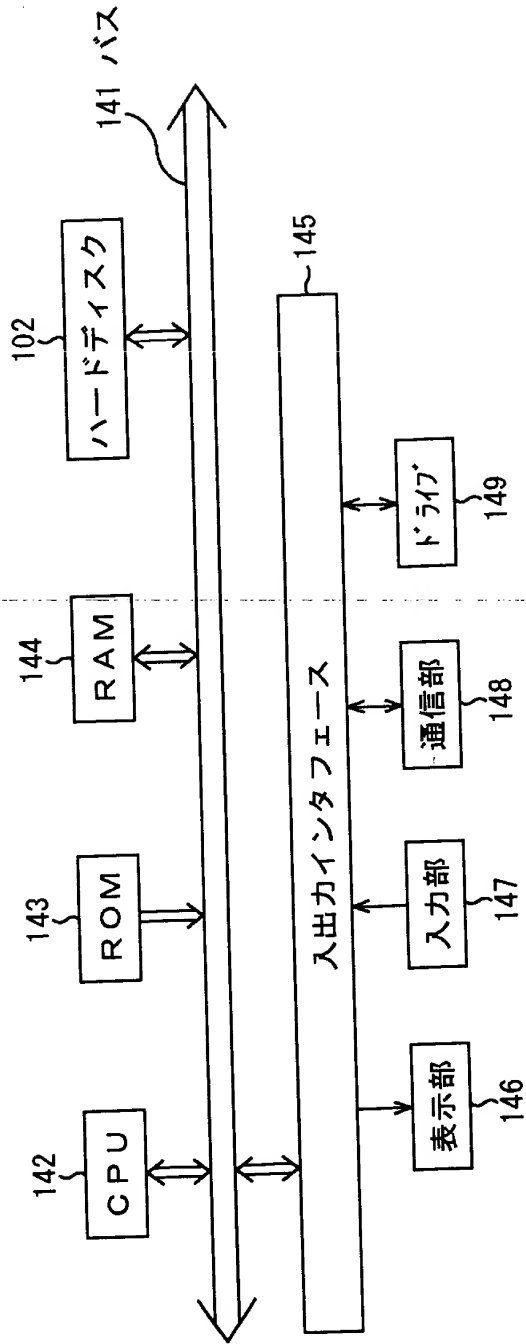 142
CPU
143
ROM
144
RAM
102
ハードディスク
141 バス
145
入出力インタフェース
表示部
146
入力部
147
通信部
148
ドライブ
149